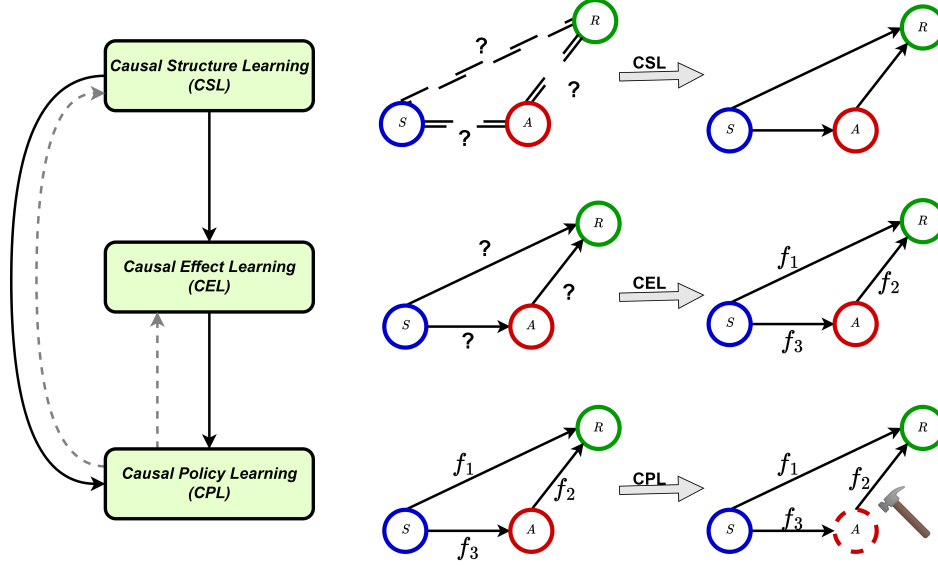 Causal Structure Learning
(CSL)
Causal Effect Learning
(CEL)
Causal Policy Learning
(CPL)
R
?
?
S
?
A
CSL
R
S
A
R
?
?
S
?
A
CEL
R
f₁
f₂
S
f₃
A
R
f₁
f₂
S
f₃
A
CPL
R
f₁
f₂
S
f₃
A